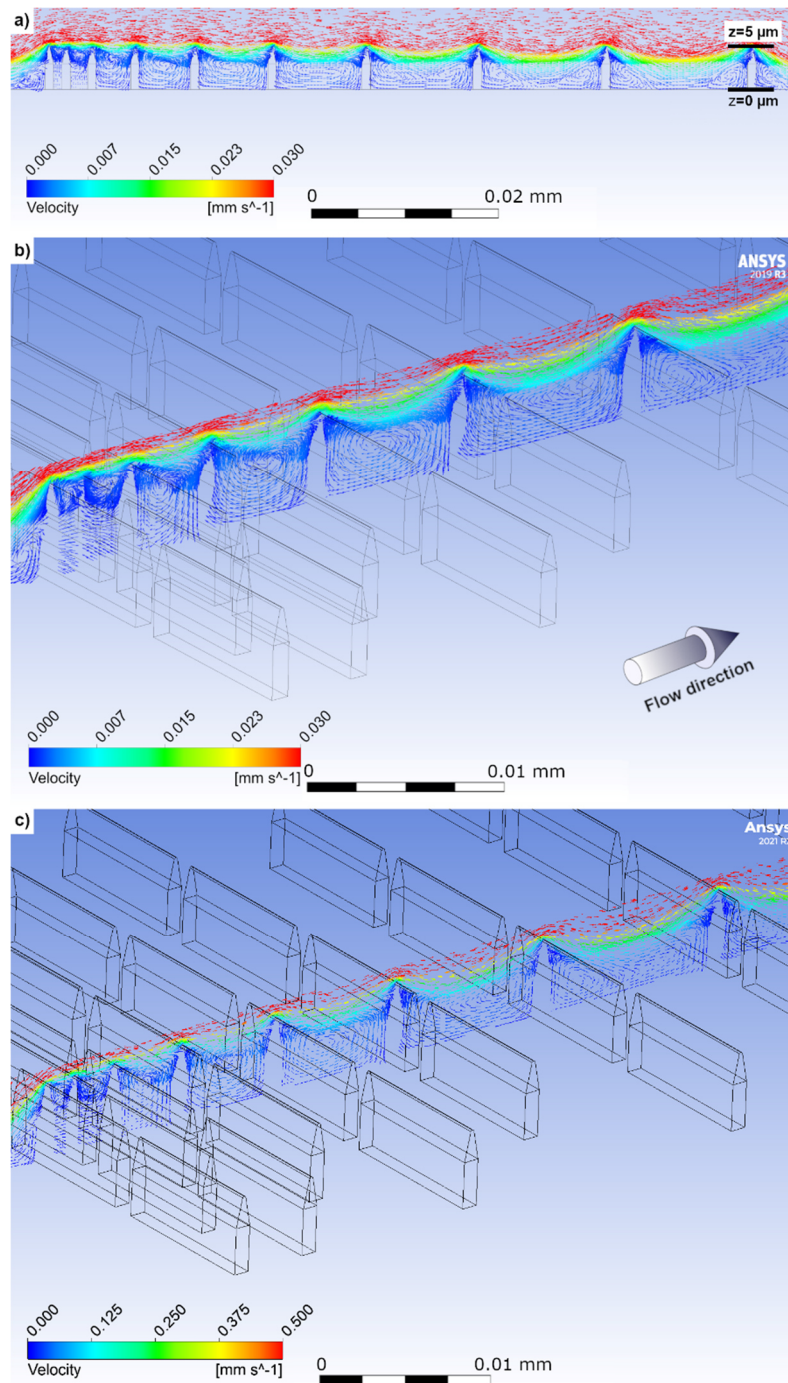 a)
z=5 µm
z=0 µm
0.000 0.007 0.015 0.023 0.030
Velocity [mm s^-1]
0 0.02 mm
b)
ANSYS
2019 R3
Flow direction
0.000 0.007 0.015 0.023 0.030
Velocity [mm s^-1]
0 0.01 mm
c)
Ansys
2021
0.000 0.125 0.250 0.375 0.500
Velocity [mm s^-1]
0 0.01 mm